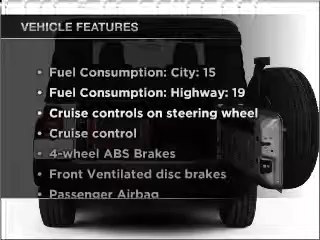 VEHICLE FEATURES
• Fuel Consumption: City: 15
• Fuel Consumption: Highway: 19
• Cruise controls on steering wheel
• Cruise control
• 4-wheel ABS Brakes
• Front Ventilated disc brakes
• Passenger Airbag